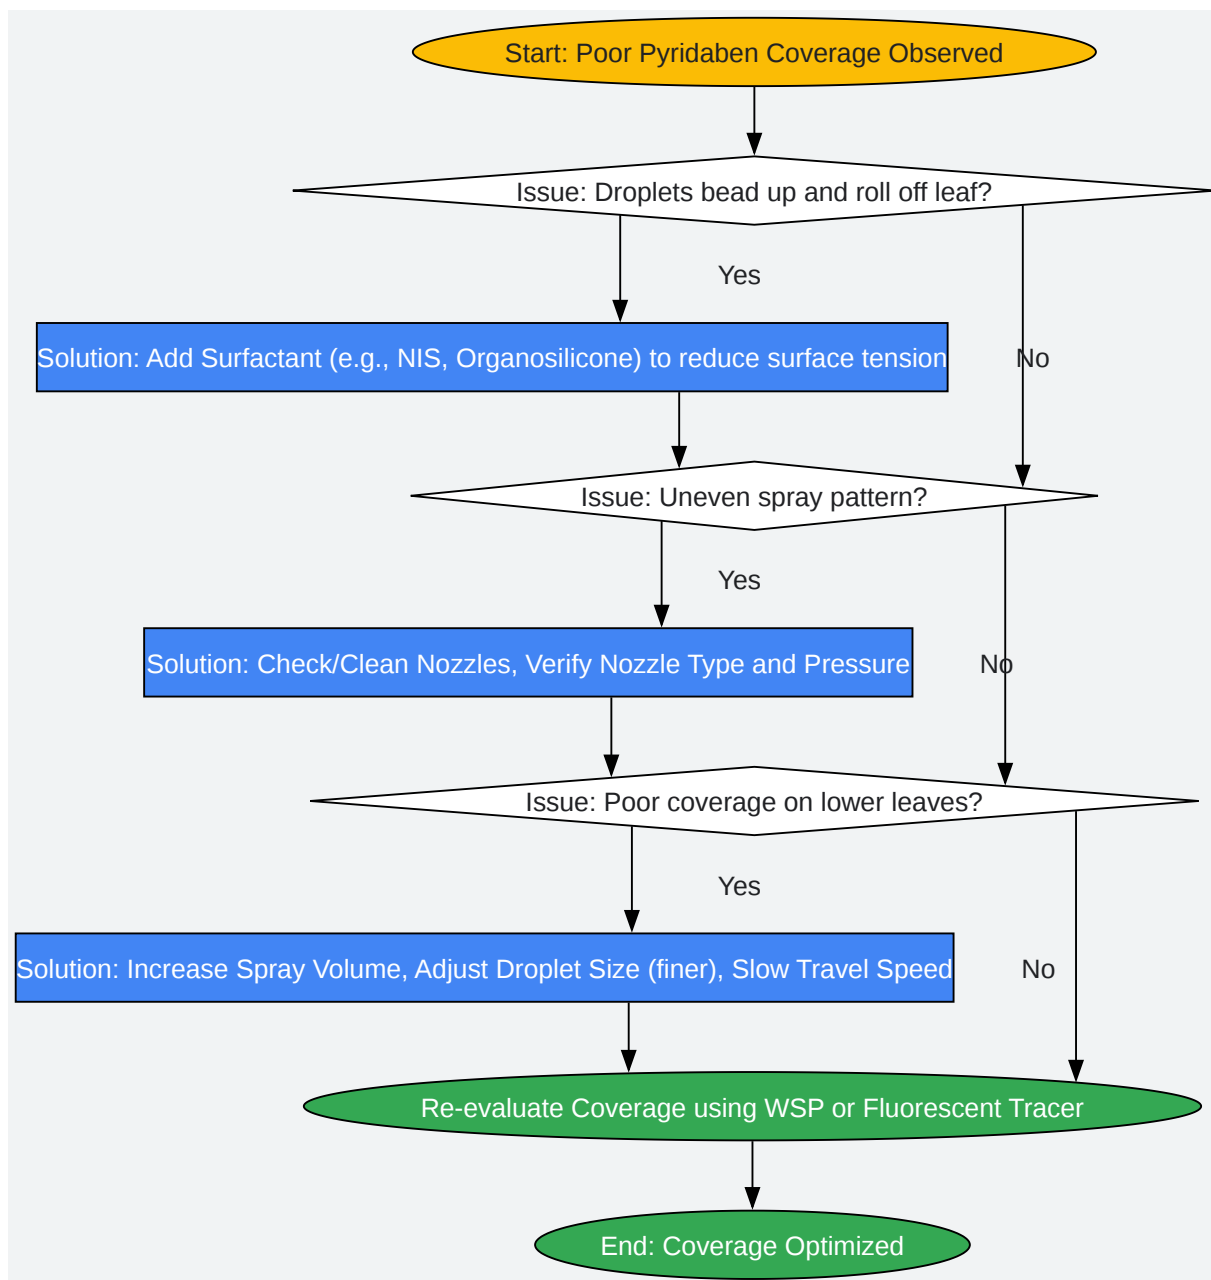 Start: Poor Pyridaben Coverage Observed
Issue: Droplets bead up and roll off leaf?
Yes
Solution: Add Surfactant (e.g., NIS, Organosilicone) to reduce surface tension
No
Issue: Uneven spray pattern?
Yes
Solution: Check/Clean Nozzles, Verify Nozzle Type and Pressure
No
Issue: Poor coverage on lower leaves?
Yes
Solution: Increase Spray Volume, Adjust Droplet Size (finer), Slow Travel Speed
No
Re-evaluate Coverage using WSP or Fluorescent Tracer
End: Coverage Optimized